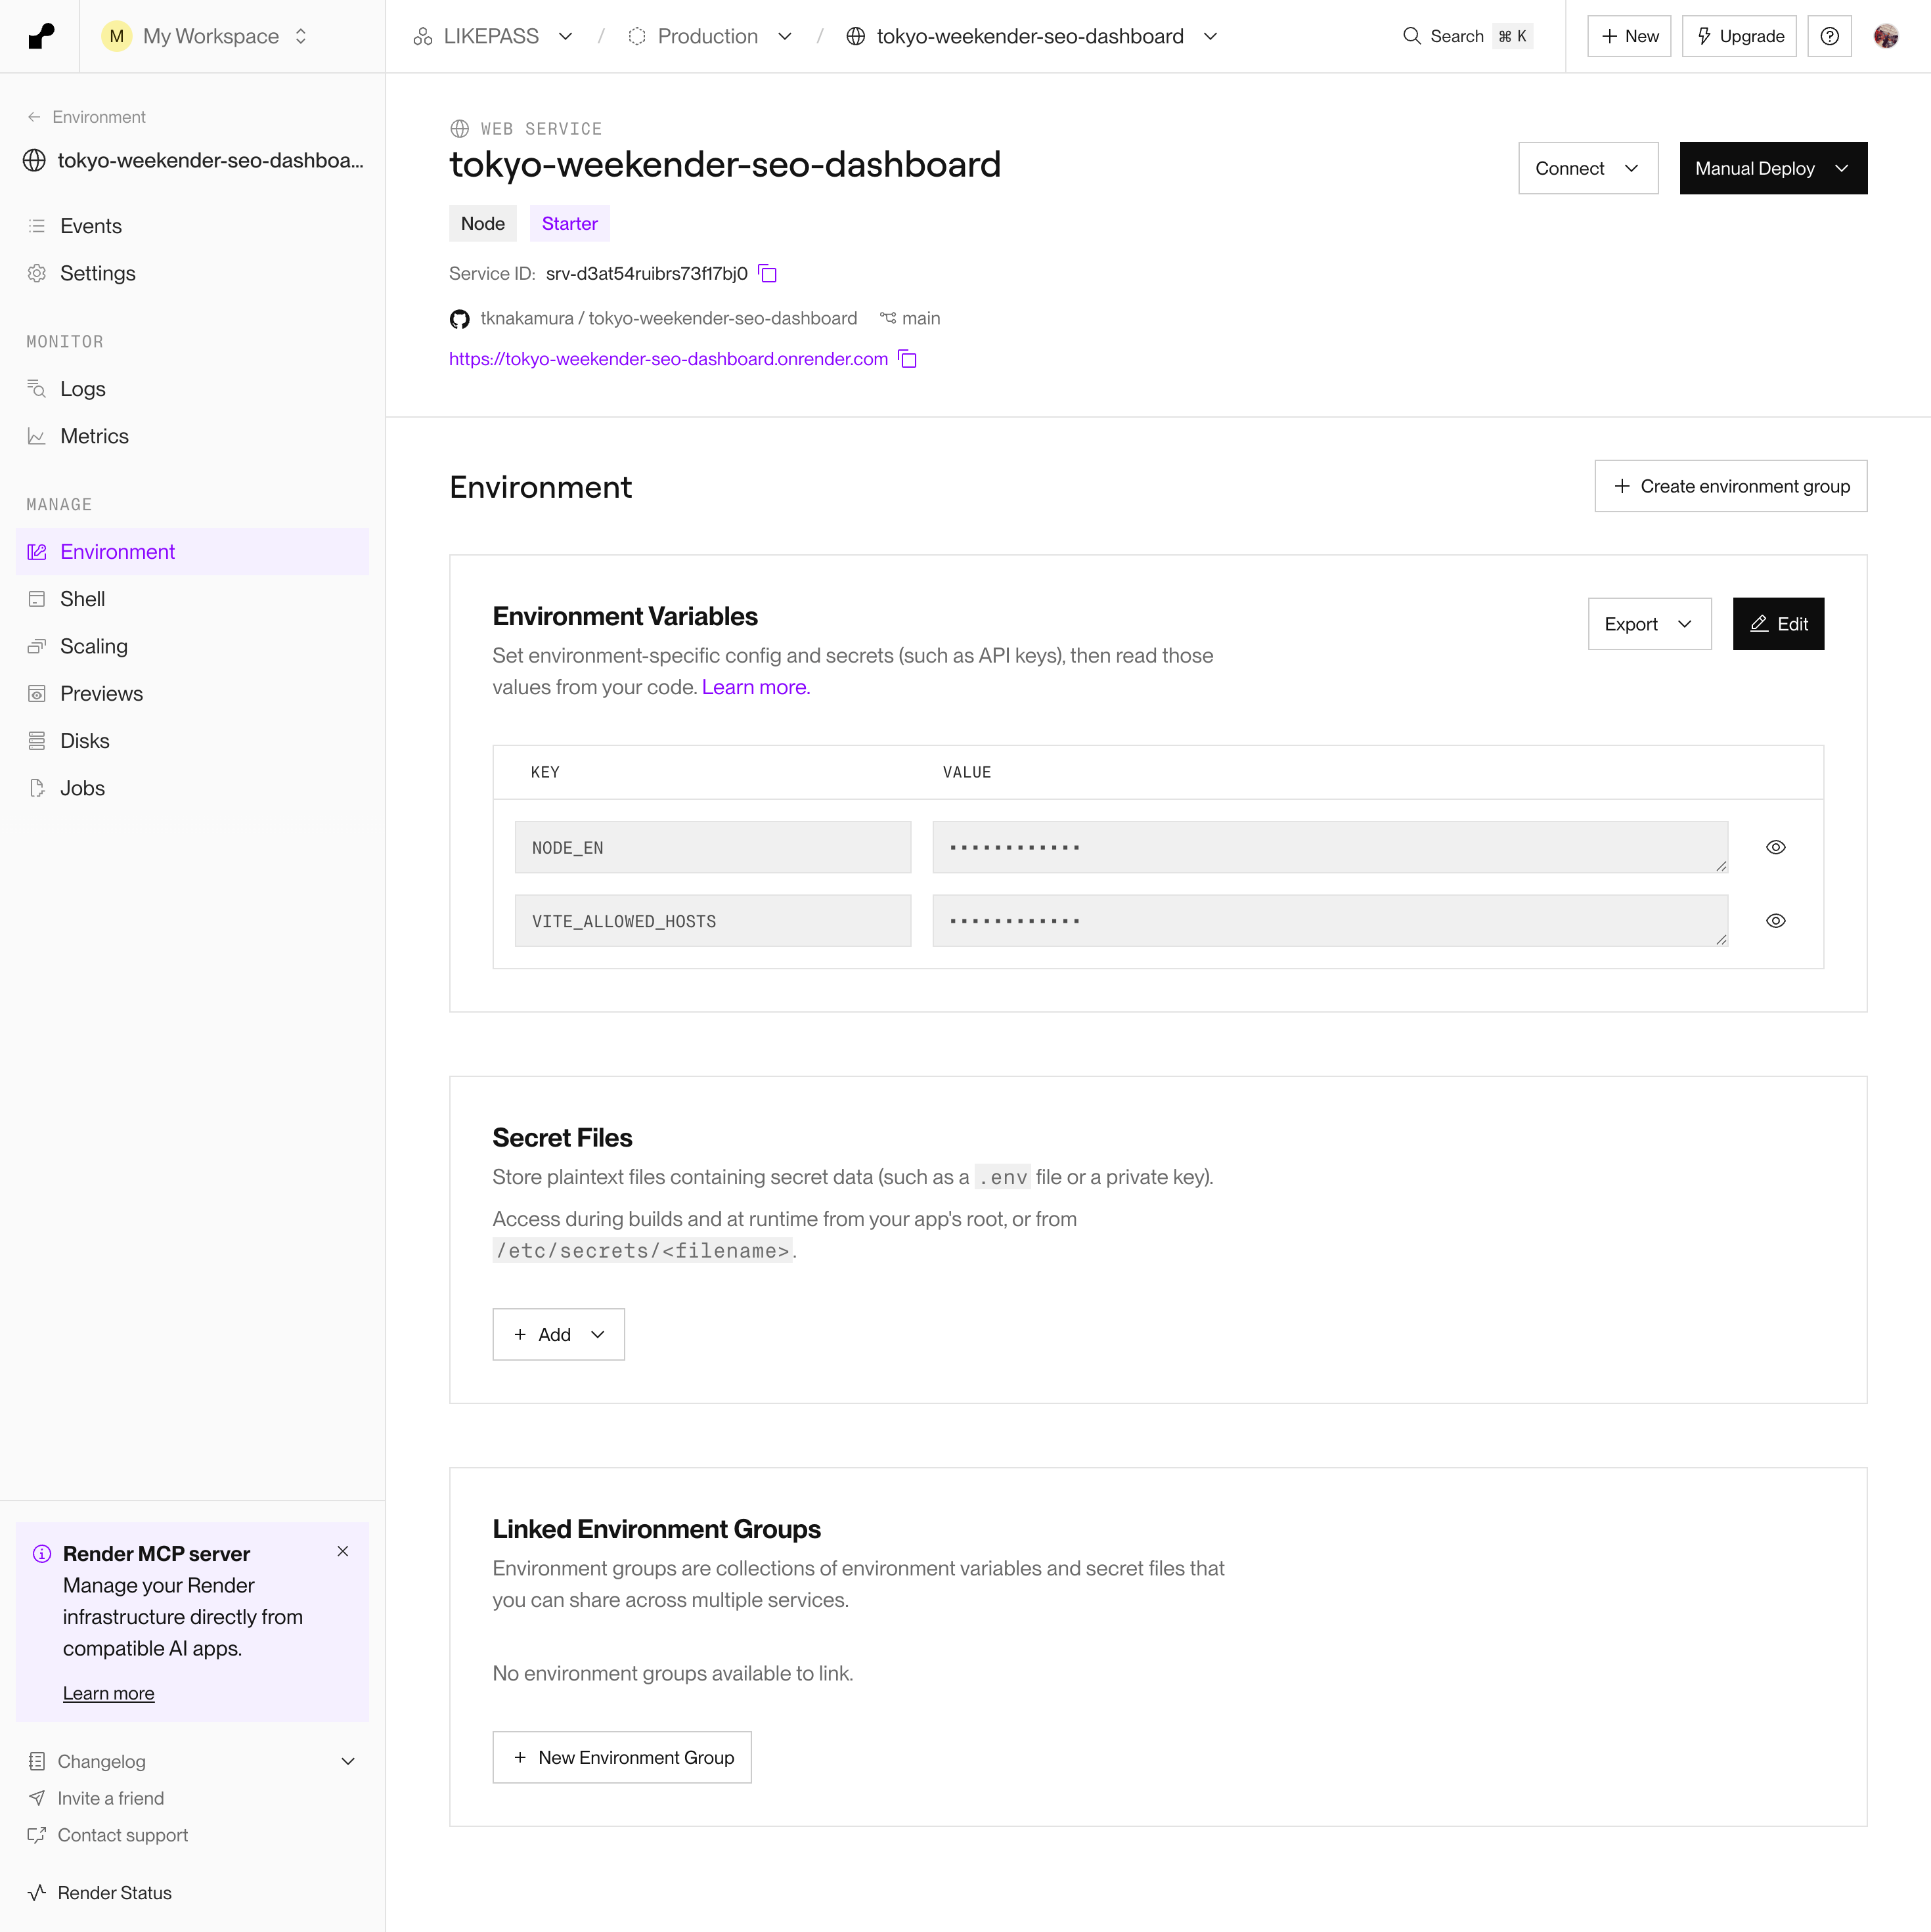 M My Workspace
LIKEPASS / Production / tokyo-weekender-seo-dashboard
Search ⌘ K
+ New
Upgrade
← Environment
tokyo-weekender-seo-dashboa...
Events
Settings
MONITOR
Logs
Metrics
MANAGE
Environment
Shell
Scaling
Previews
Disks
Jobs
Render MCP server
Manage your Render
infrastructure directly from
compatible AI apps.
Learn more
Changelog
Invite a friend
Contact support
Render Status
WEB SERVICE
tokyo-weekender-seo-dashboard
Connect
Manual Deploy
Node Starter
Service ID: srv-d3at54ruibrs73f17bj0
tknakamura / tokyo-weekender-seo-dashboard main
https://tokyo-weekender-seo-dashboard.onrender.com
Environment
+ Create environment group
Environment Variables
Export
Edit
Set environment-specific config and secrets (such as API keys), then read those
values from your code. Learn more.
KEY VALUE
NODE_EN ••••••••••••
VITE_ALLOWED_HOSTS ••••••••••••
Secret Files
Store plaintext files containing secret data (such as a .env file or a private key).
Access during builds and at runtime from your app's root, or from
/etc/secrets/<filename>.
+ Add
Linked Environment Groups
Environment groups are collections of environment variables and secret files that
you can share across multiple services.
No environment groups available to link.
+ New Environment Group